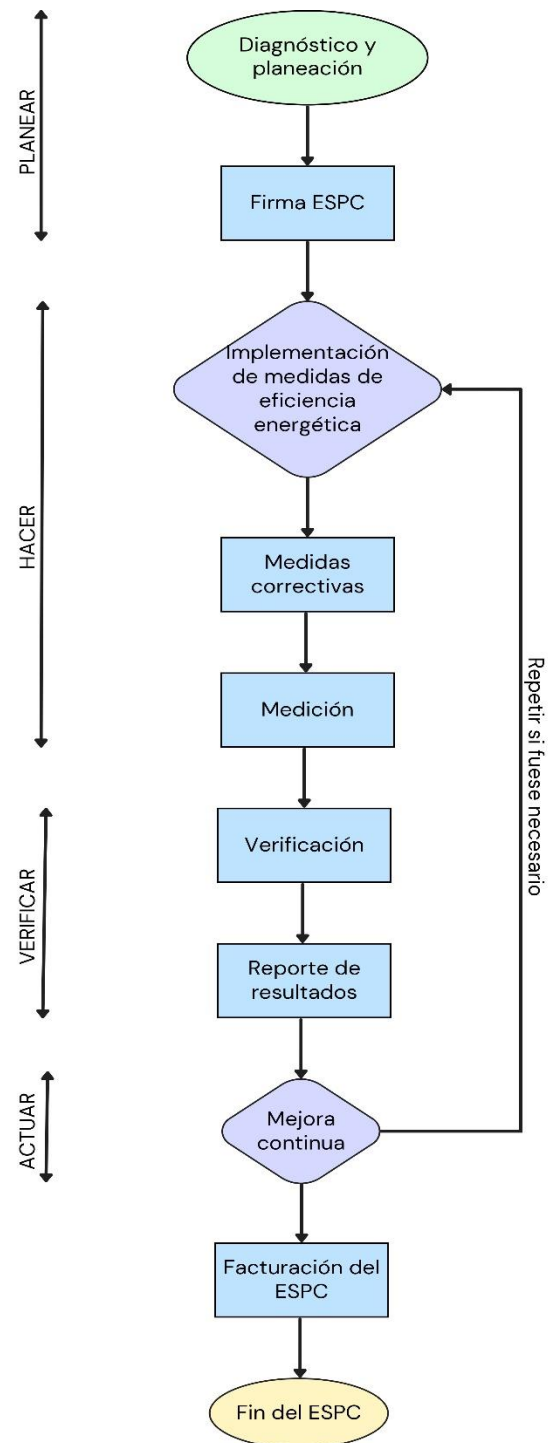 PLANEAR
Diagnóstico y
planeación
Firma ESPC
HACER
Implementación
de medidas de
eficiencia
energética
Medidas
correctivas
Medición
Repetir si fuese necesario
VERIFICAR
Verificación
Reporte de
resultados
ACTUAR
Mejora
continua
Facturación del
ESPC
Fin del ESPC